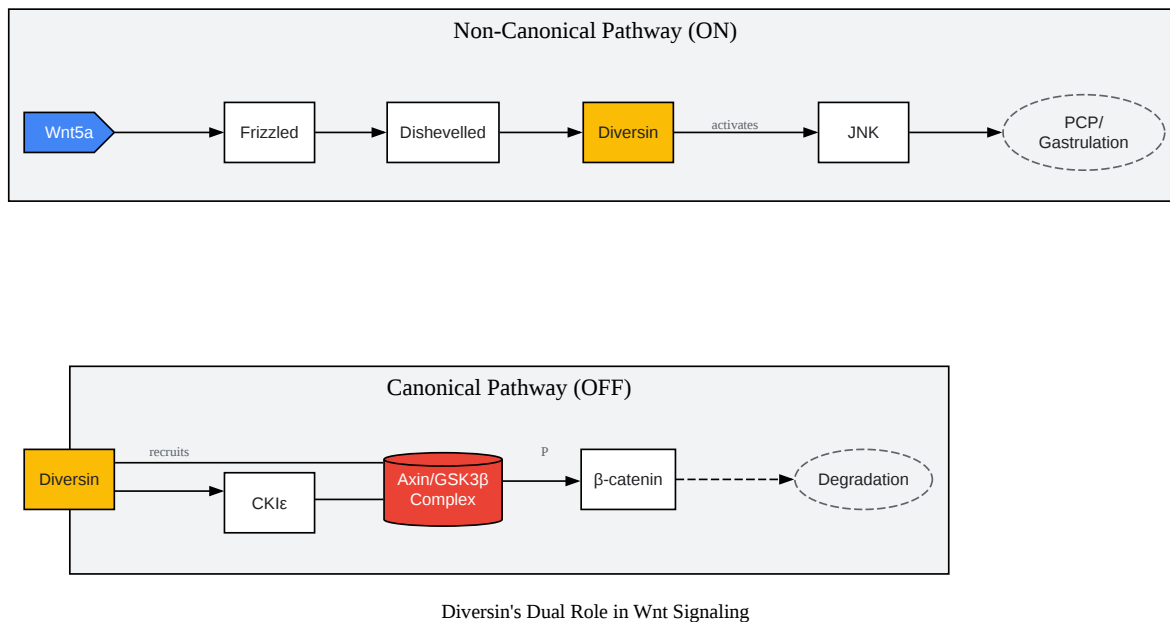 Non-Canonical Pathway (ON)
Wnt5a
Frizzled
Dishevelled
Diversin
activates
JNK
PCP/
Gastrulation
Canonical Pathway (OFF)
Diversin
recruits
CKIε
Axin/GSK3β
Complex
P
β-catenin
Degradation
Diversin's Dual Role in Wnt Signaling